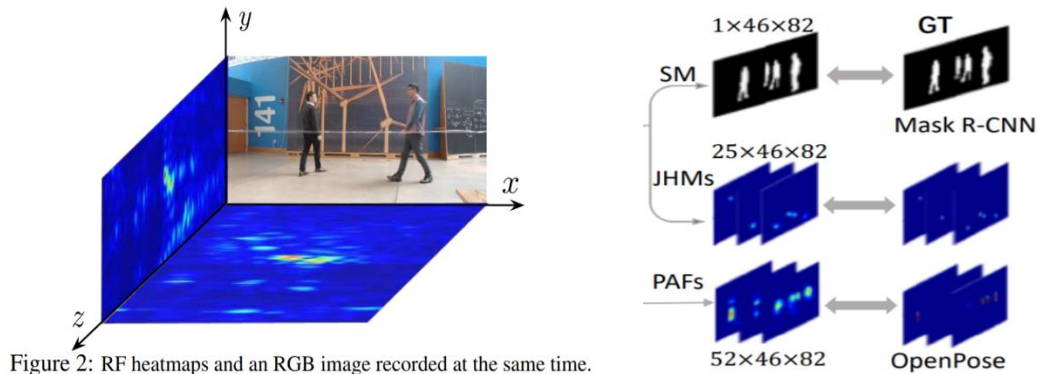 y
141
x
z
Figure 2: RF heatmaps and an RGB image recorded at the same time.
1×46×82
GT
SM
Mask R-CNN
25×46×82
JHMs
PAFs
52×46×82
OpenPose